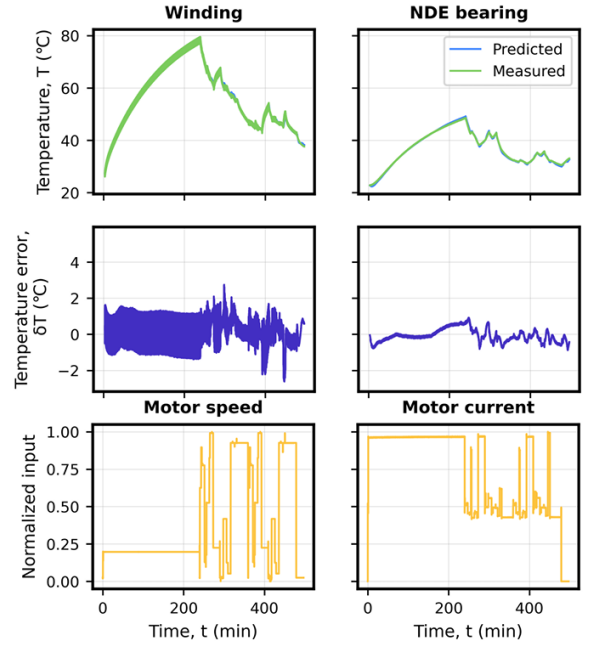 Winding
NDE bearing
Temperature, T (°C)
80
60
40
20
Predicted
Measured
Temperature error,
δT (°C)
4
2
0
−2
Motor speed
Motor current
Normalized input
1.00
0.75
0.50
0.25
0.00
0
200
400
0
200
400
Time, t (min)
Time, t (min)